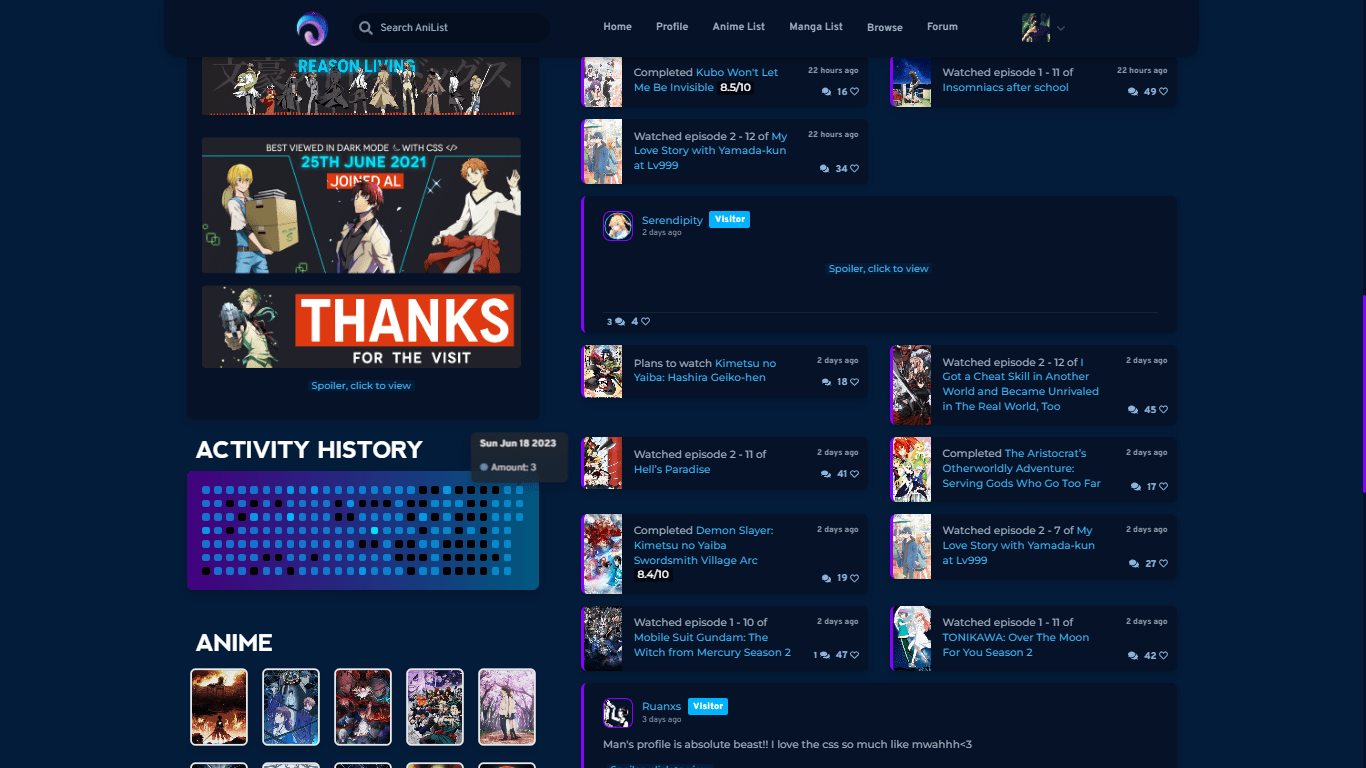 Search AniList
Home
Profile
Anime List
Manga List
Browse
Forum
REASON LIVING
BEST VIEWED IN DARK MODE WITH CSS </>
25TH JUNE 2021
JOINED AL
THANKS
FOR THE VISIT
Spoiler, click to view
ACTIVITY HISTORY
Sun Jun 18 2023
Amount: 3
ANIME
Completed Kubo Won't Let
Me Be Invisible 8.5/10
22 hours ago
16
Watched episode 1 - 11 of
Insomniacs after school
22 hours ago
49
Watched episode 2 - 12 of My
Love Story with Yamada-kun
at Lv999
22 hours ago
34
Serendipity Visitor
2 days ago
Spoiler, click to view
3 4
Plans to watch Kimetsu no
Yaiba: Hashira Geiko-hen
2 days ago
18
Watched episode 2 - 12 of I
Got a Cheat Skill in Another
World and Became Unrivaled
in The Real World, Too
2 days ago
45
Watched episode 2 - 11 of
Hell's Paradise
2 days ago
41
Completed The Aristocrat's
Otherworldly Adventure:
Serving Gods Who Go Too Far
2 days ago
17
Completed Demon Slayer:
Kimetsu no Yaiba
Swordsmith Village Arc
8.4/10
2 days ago
19
Watched episode 2 - 7 of My
Love Story with Yamada-kun
at Lv999
2 days ago
27
Watched episode 1 - 10 of
Mobile Suit Gundam: The
Witch from Mercury Season 2
2 days ago
1 47
Watched episode 1 - 11 of
TONIKAWA: Over The Moon
For You Season 2
2 days ago
42
Ruanxs Visitor
3 days ago
Man's profile is absolute beast!! I love the css so much like mwahhh<3